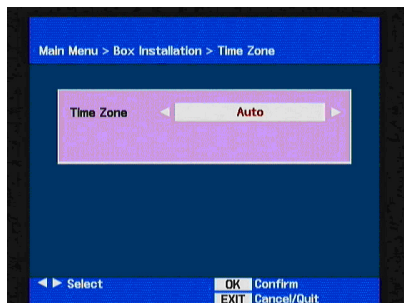 Main Menu > Box Installation > Time Zone
Time Zone ◄ Auto ►
◄ ► Select OK Confirm
EXIT Cancel/Quit